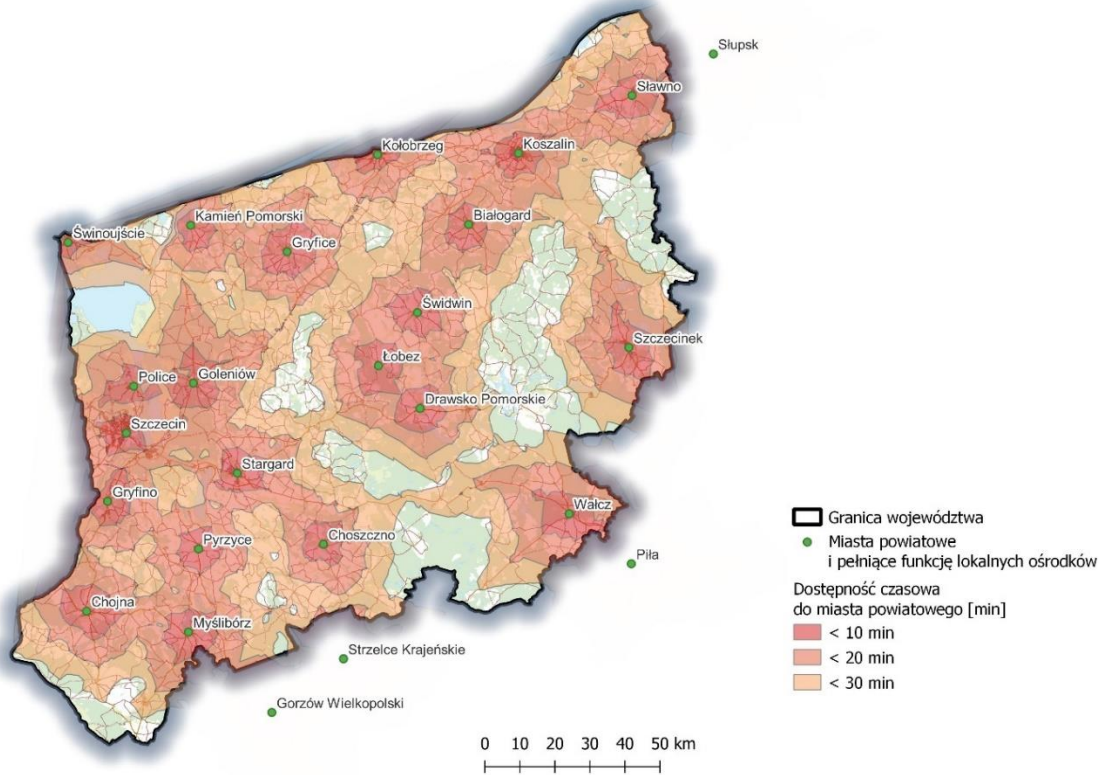 Słupsk
Sławno
Kołobrzeg
Koszalin
Kamień Pomorski
Białogard
Świnoujście
Gryfice
Świdwin
Szczecinek
Łobez
Police
Goleniów
Drawsko Pomorskie
Szczecin
Stargard
Gryfino
Wałcz
Pyrzyce
Choszczno
Piła
Chojna
Myślibórz
Strzelce Krajeńskie
Gorzów Wielkopolski
Granica województwa
Miasta powiatowe
i pełniące funkcję lokalnych ośrodków
Dostępność czasowa
do miasta powiatowego [min]
< 10 min
< 20 min
< 30 min
0 10 20 30 40 50 km